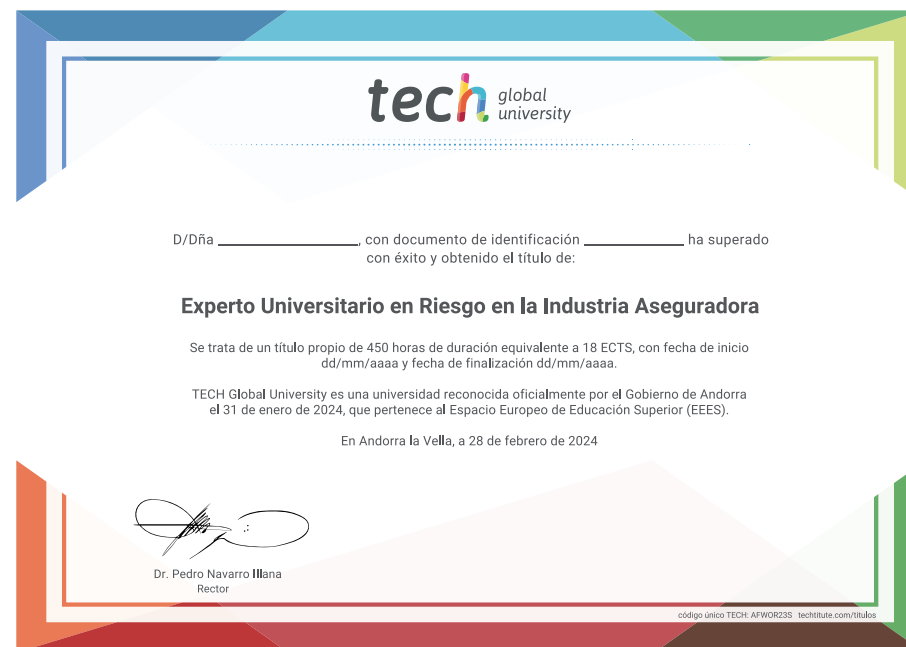 tech global university
D/Dña ____________________, con documento de identificación ______________ ha superado
con éxito y obtenido el título de:
Experto Universitario en Riesgo en la Industria Aseguradora
Se trata de un título propio de 450 horas de duración equivalente a 18 ECTS, con fecha de inicio
dd/mm/aaaa y fecha de finalización dd/mm/aaaa.
TECH Global University es una universidad reconocida oficialmente por el Gobierno de Andorra
el 31 de enero de 2024, que pertenece al Espacio Europeo de Educación Superior (EEES).
En Andorra la Vella, a 28 de febrero de 2024
Dr. Pedro Navarro Illana
Rector
código único TECH: AFWOR23S techtitute.com/titulos